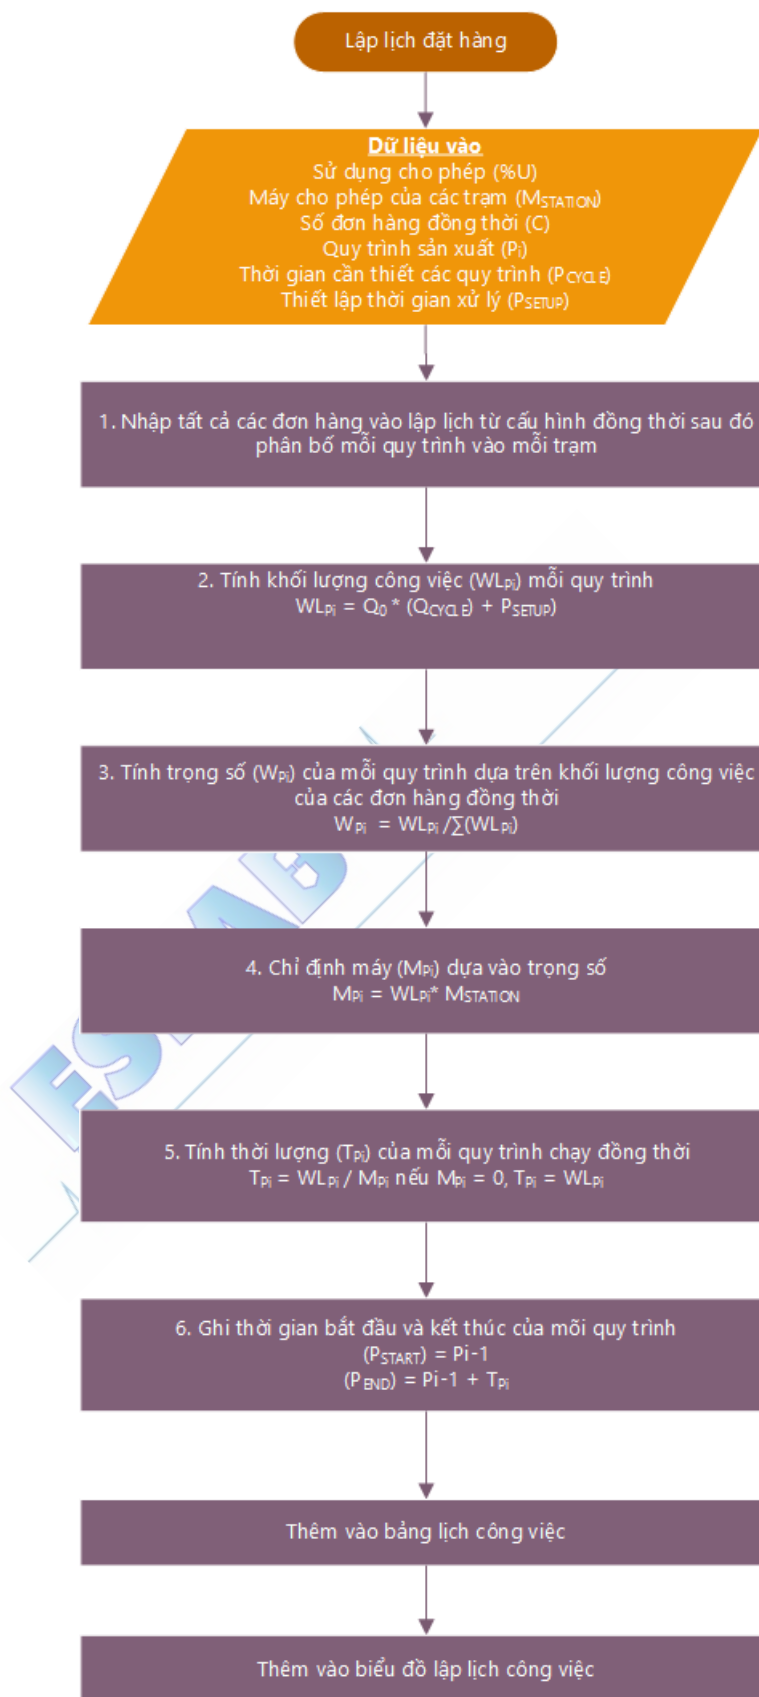 Lập lịch đặt hàng
Dữ liệu vào
Sử dụng cho phép (%U)
Máy cho phép của các trạm (MSTATION)
Số đơn hàng đồng thời (C)
Quy trình sản xuất (Pi)
Thời gian cần thiết các quy trình (PCYCLE)
Thiết lập thời gian xử lý (PSETUP)
1. Nhập tất cả các đơn hàng vào lập lịch từ cấu hình đồng thời sau đó
phân bố mỗi quy trình vào mỗi trạm
2. Tính khối lượng công việc (WLPi) mỗi quy trình
WLPi = Q0 * (QCYCLE) + PSETUP)
3. Tính trọng số (WPi) của mỗi quy trình dựa trên khối lượng công việc
của các đơn hàng đồng thời
WPi = WLPi /∑(WLPi)
4. Chỉ định máy (MPi) dựa vào trọng số
MPi = WLPi* MSTATION
5. Tính thời lượng (TPi) của mỗi quy trình chạy đồng thời
TPi = WLPi / MPi nếu MPi = 0, TPi = WLPi
6. Ghi thời gian bắt đầu và kết thúc của mõi quy trình
(PSTART) = Pi-1
(PEND) = Pi-1 + TPi
Thêm vào bảng lịch công việc
Thêm vào biểu đồ lập lịch công việc